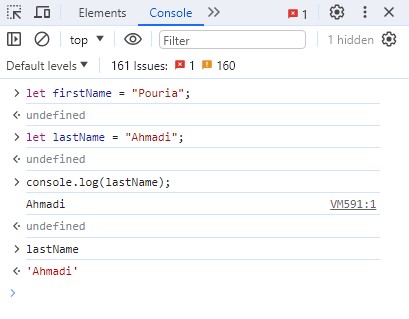 Elements Console 1
top Filter 1 hidden
Default levels 161 Issues: 1 160
let firstName = "Pouria";
undefined
let lastName = "Ahmadi";
undefined
console.log(lastName);
Ahmadi VM591:1
undefined
lastName
'Ahmadi'